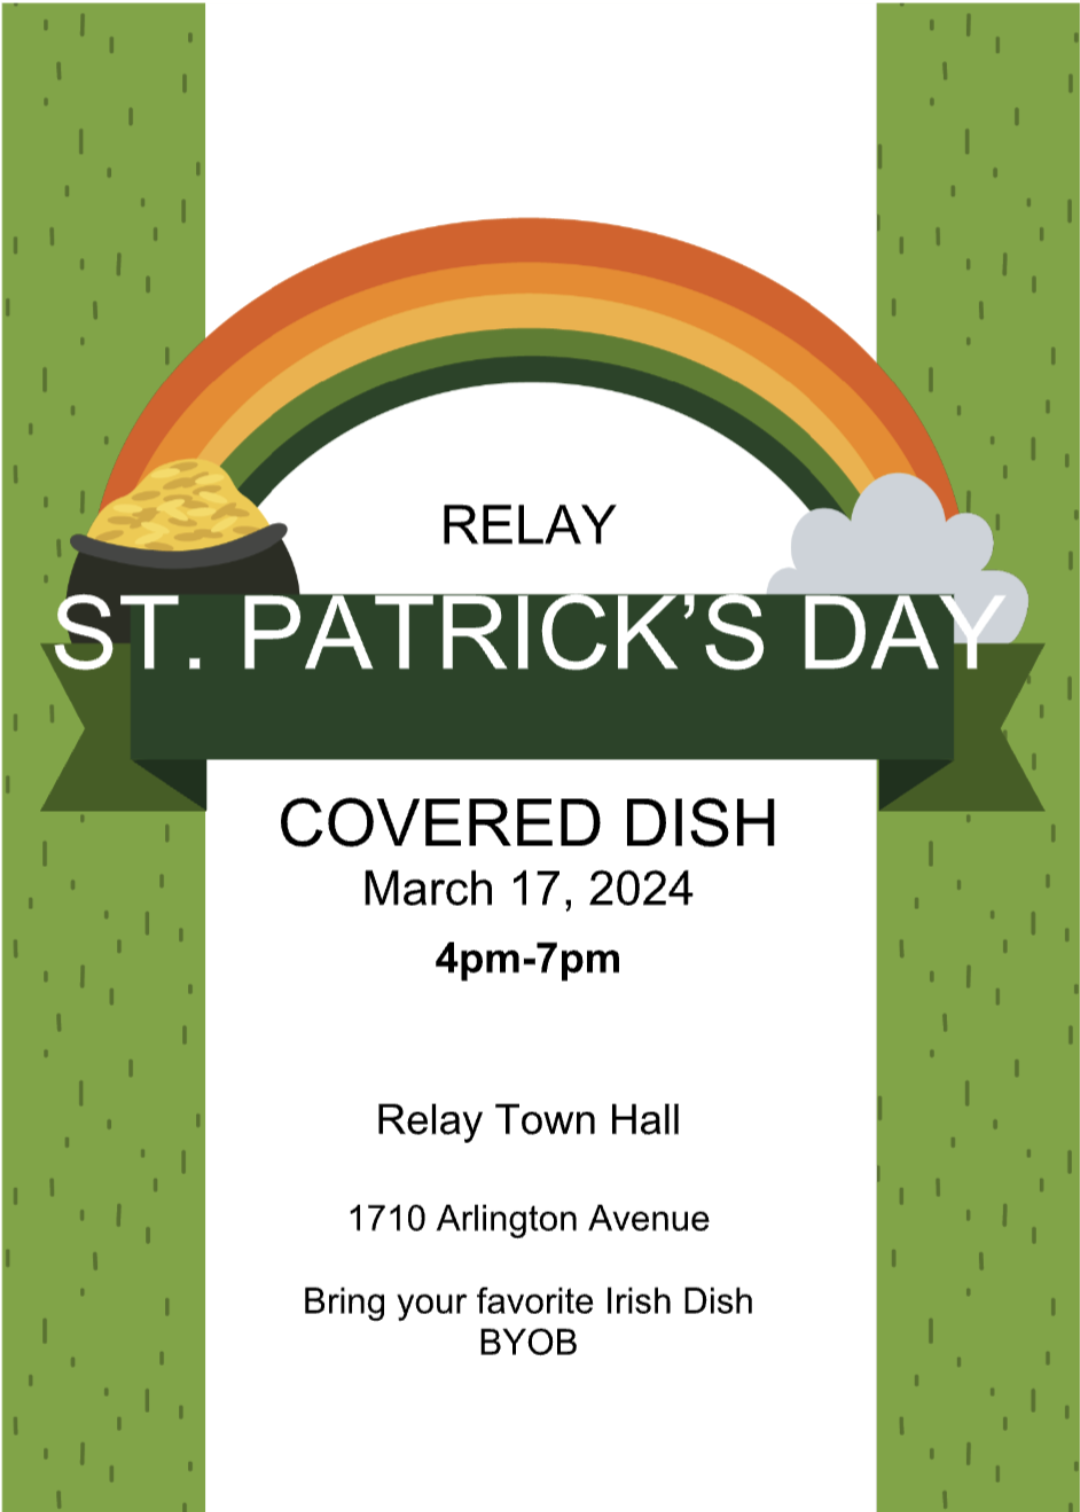 RELAY
ST. PATRICK’S DAY
COVERED DISH
March 17, 2024
4pm-7pm
Relay Town Hall
1710 Arlington Avenue
Bring your favorite Irish Dish
BYOB